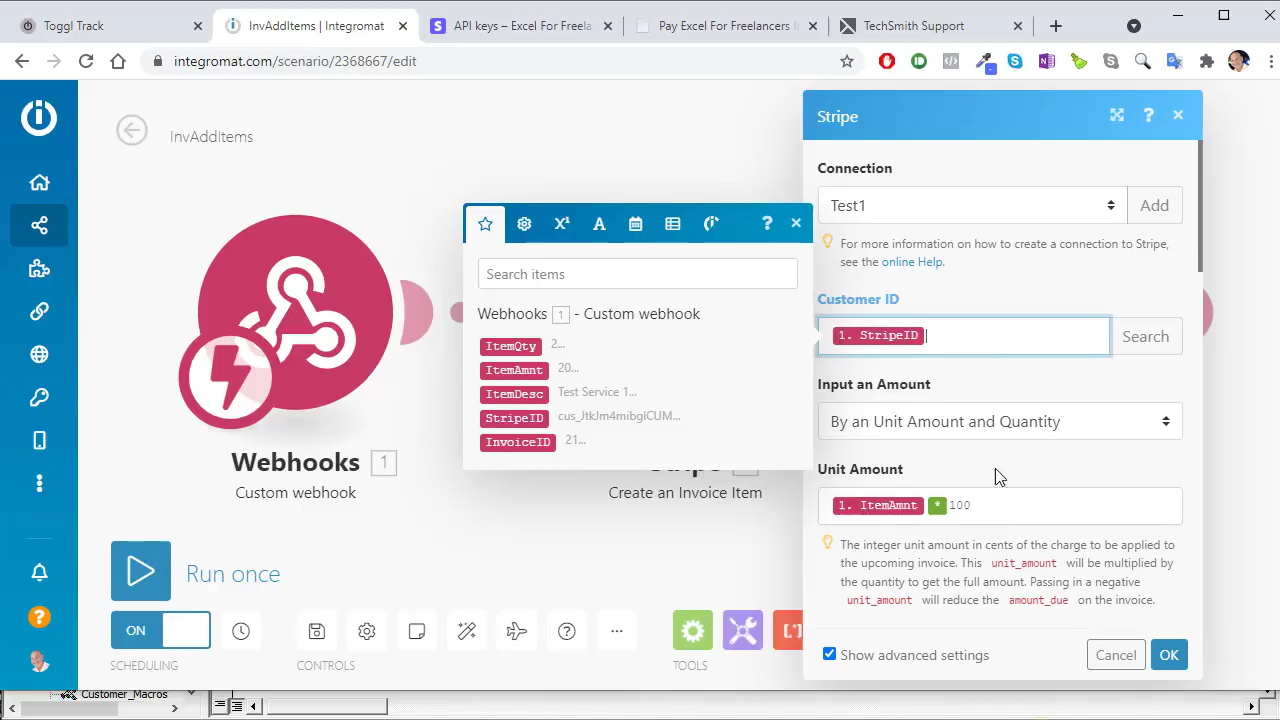 Toggl Track
InvAddItems | Integromat
API keys – Excel For Freela
Pay Excel For Freelancers I
TechSmith Support
integromat.com/scenario/2368667/edit
InvAddItems
Stripe
Connection
Test1
Add
For more information on how to create a connection to Stripe,
see the online Help.
Search items
Webhooks 1 - Custom webhook
ItemQty 2...
ItemAmnt 20...
ItemDesc Test Service 1...
StripeID cus_JtkJm4mibgICUM...
InvoiceID 21...
Customer ID
1. StripeID
Search
Input an Amount
By an Unit Amount and Quantity
Unit Amount
1. ItemAmnt * 100
The integer unit amount in cents of the charge to be applied to
the upcoming invoice. This unit_amount will be multiplied by
the quantity to get the full amount. Passing in a negative
unit_amount will reduce the amount_due on the invoice.
Show advanced settings
Cancel
OK
Webhooks 1
Custom webhook
Create an Invoice Item
Run once
ON
SCHEDULING
CONTROLS
TOOLS
Customer_Macros